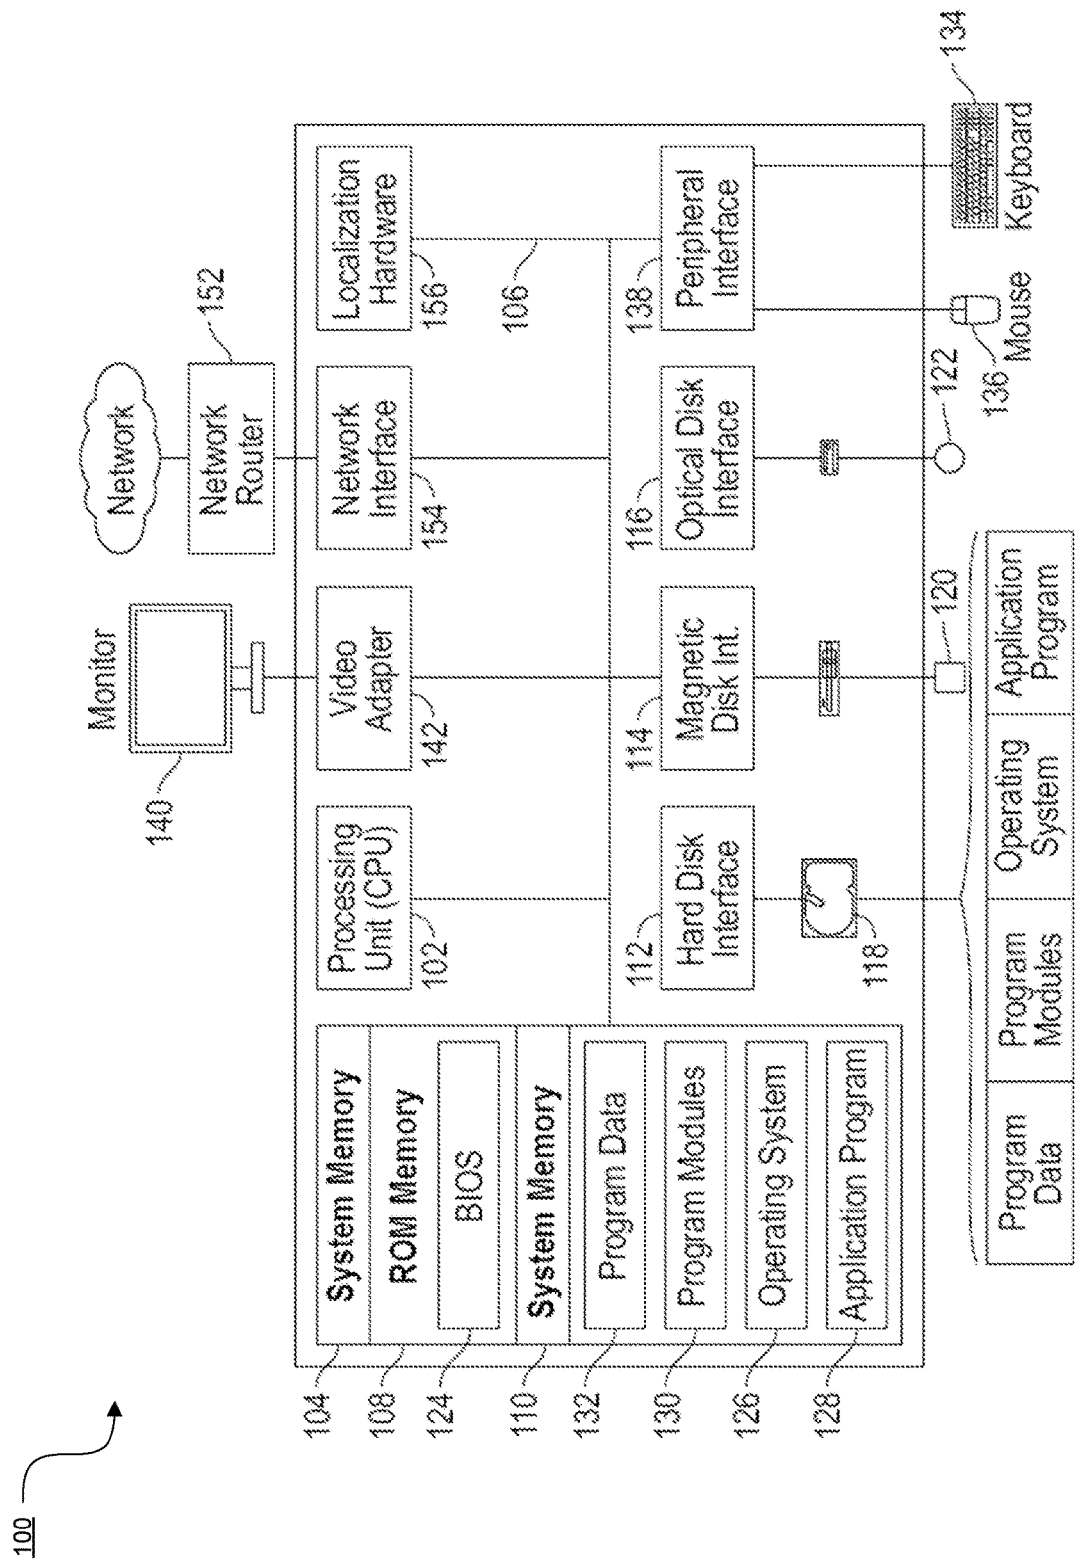 100
Monitor
140
Network
Network
Router
152
104
System Memory
108
ROM Memory
124
BIOS
110
System Memory
132
Program Data
130
Program Modules
126
Operating System
128
Application Program
Processing
Unit (CPU)
102
Video
Adapter
142
Network
Interface
154
Localization
Hardware
156
106
112
Hard Disk
Interface
114
Magnetic
Disk Int.
116
Optical Disk
Interface
138
Peripheral
Interface
118
120
122
136
Mouse
134
Keyboard
Program
Data
Program
Modules
Operating
System
Application
Program